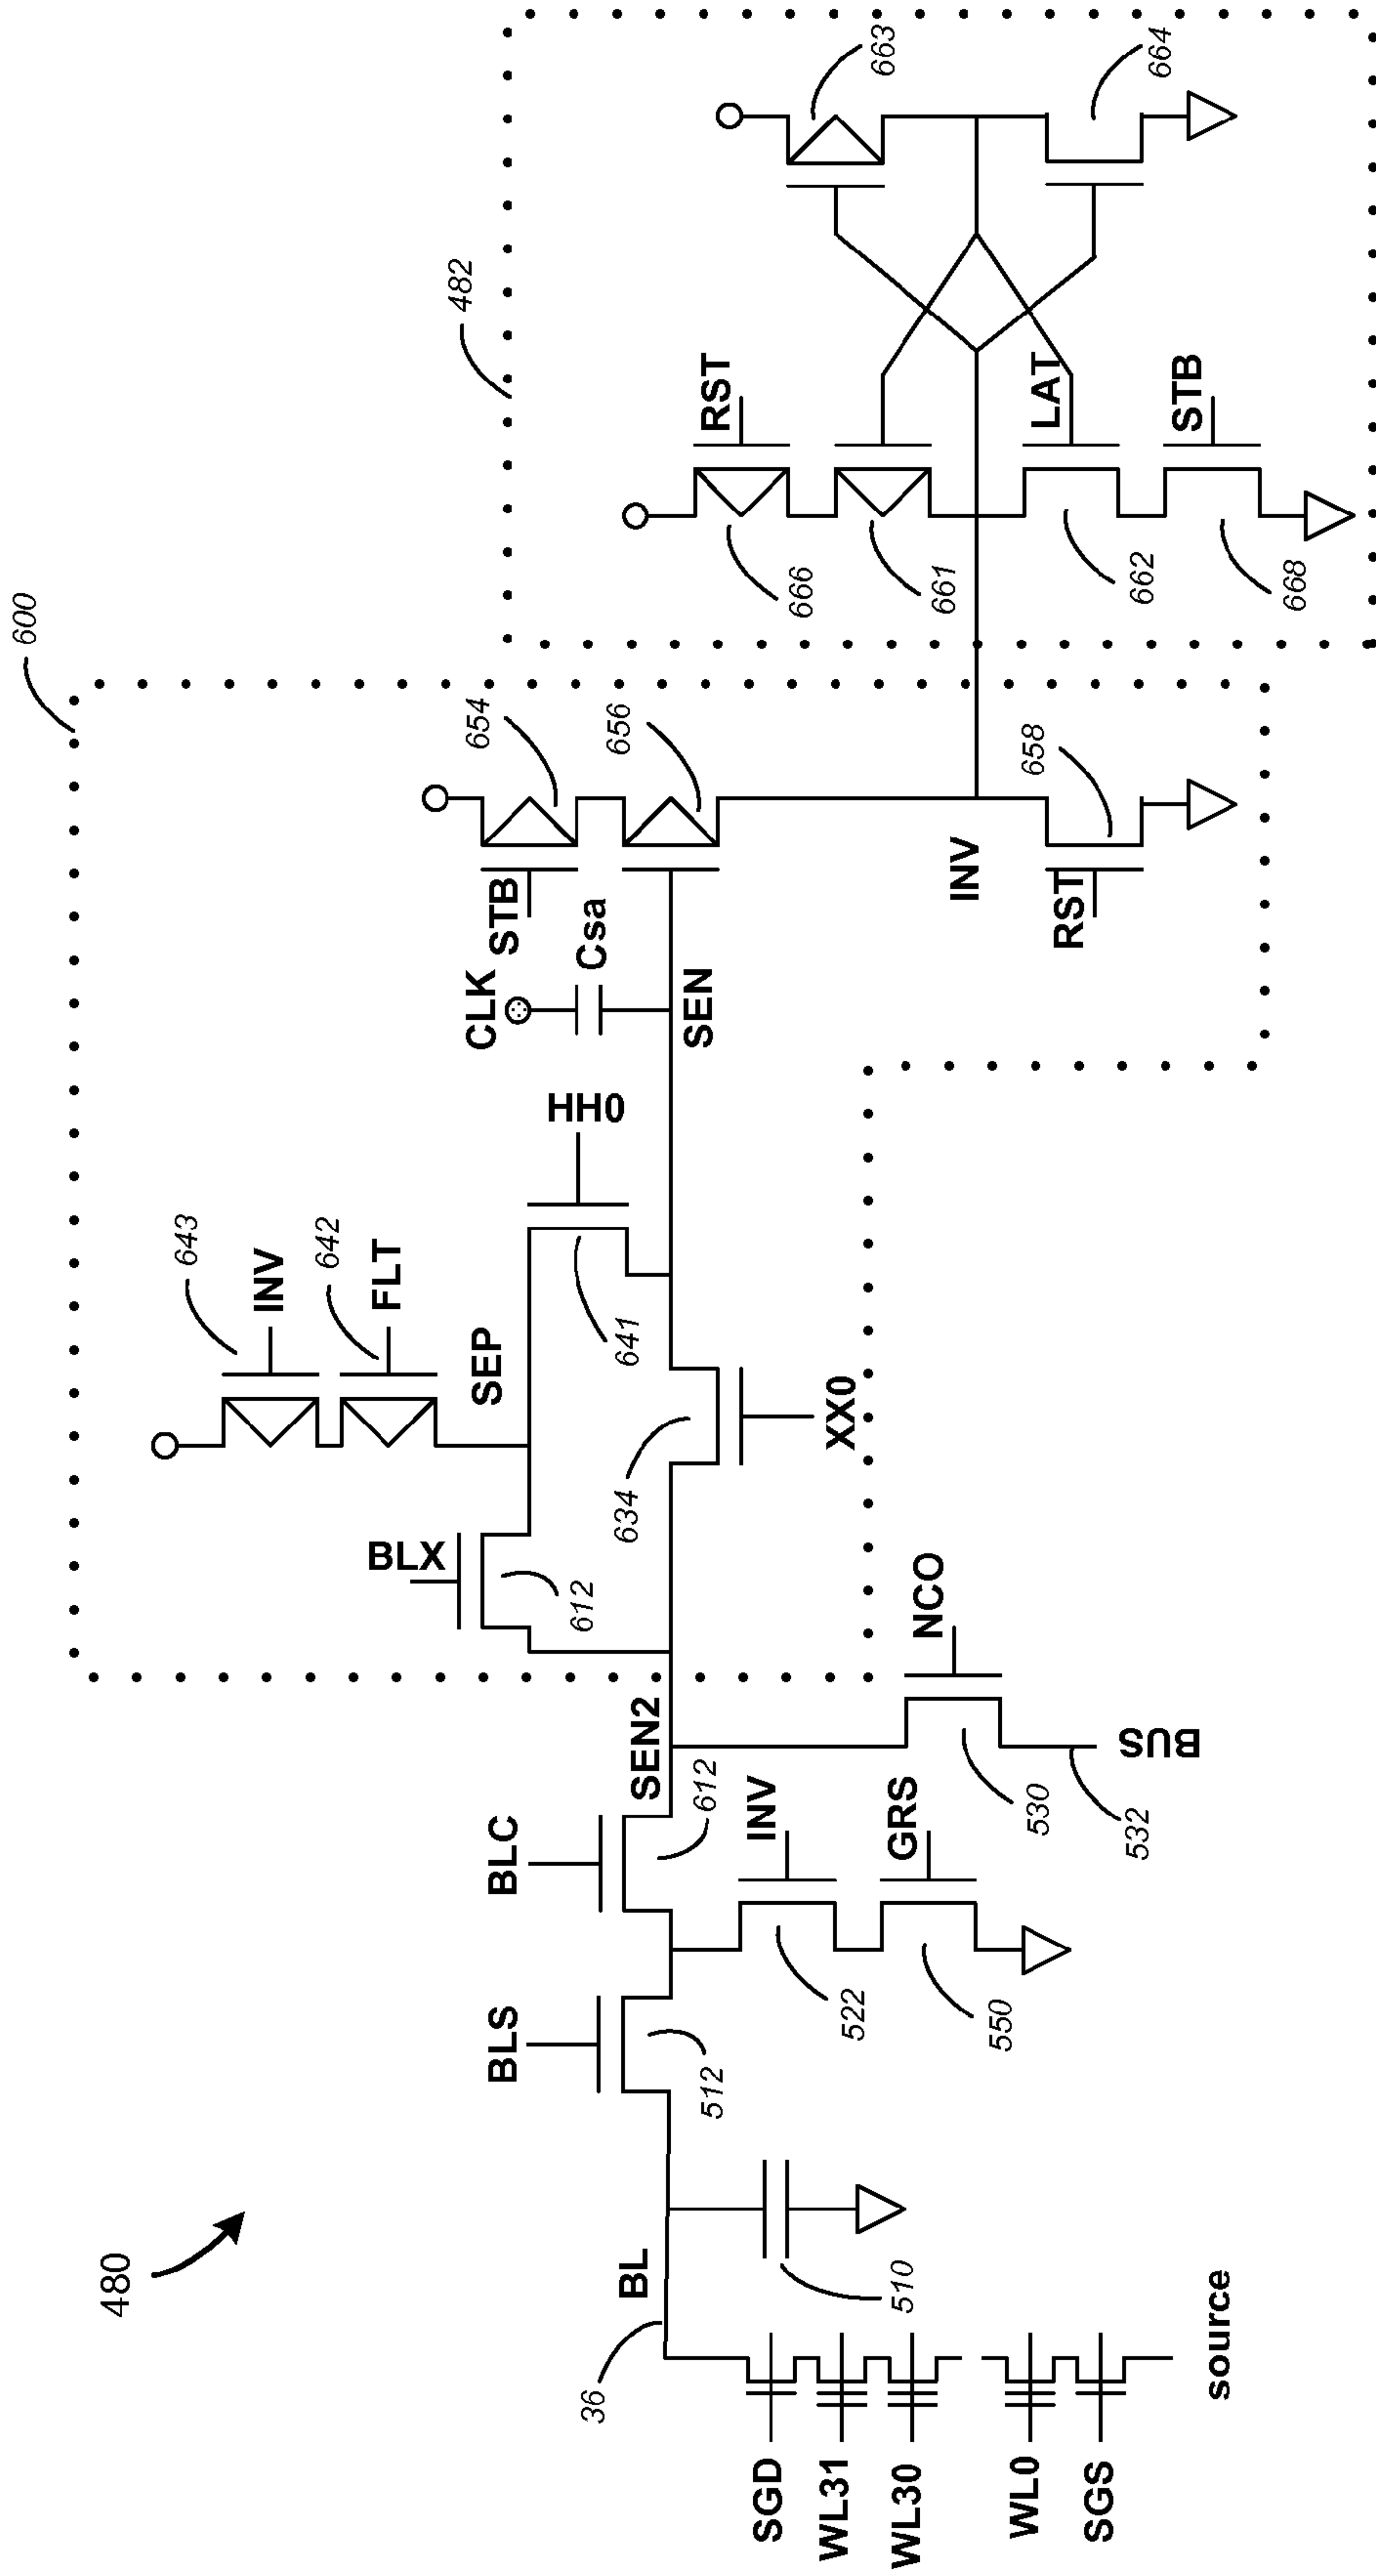 600
482
663
664
RST
666
661
LAT
662
STB
668
654
656
658
STB
CLK
Csa
SEN
INV
RST
HH0
643
INV
642
FLT
SEP
641
634
XX0
BLX
612
NCO
SEN2
530
BUS
532
BLC
612
INV
GRS
BLS
522
550
512
480
BL
510
36
source
SGD
WL31
WL30
WL0
SGS